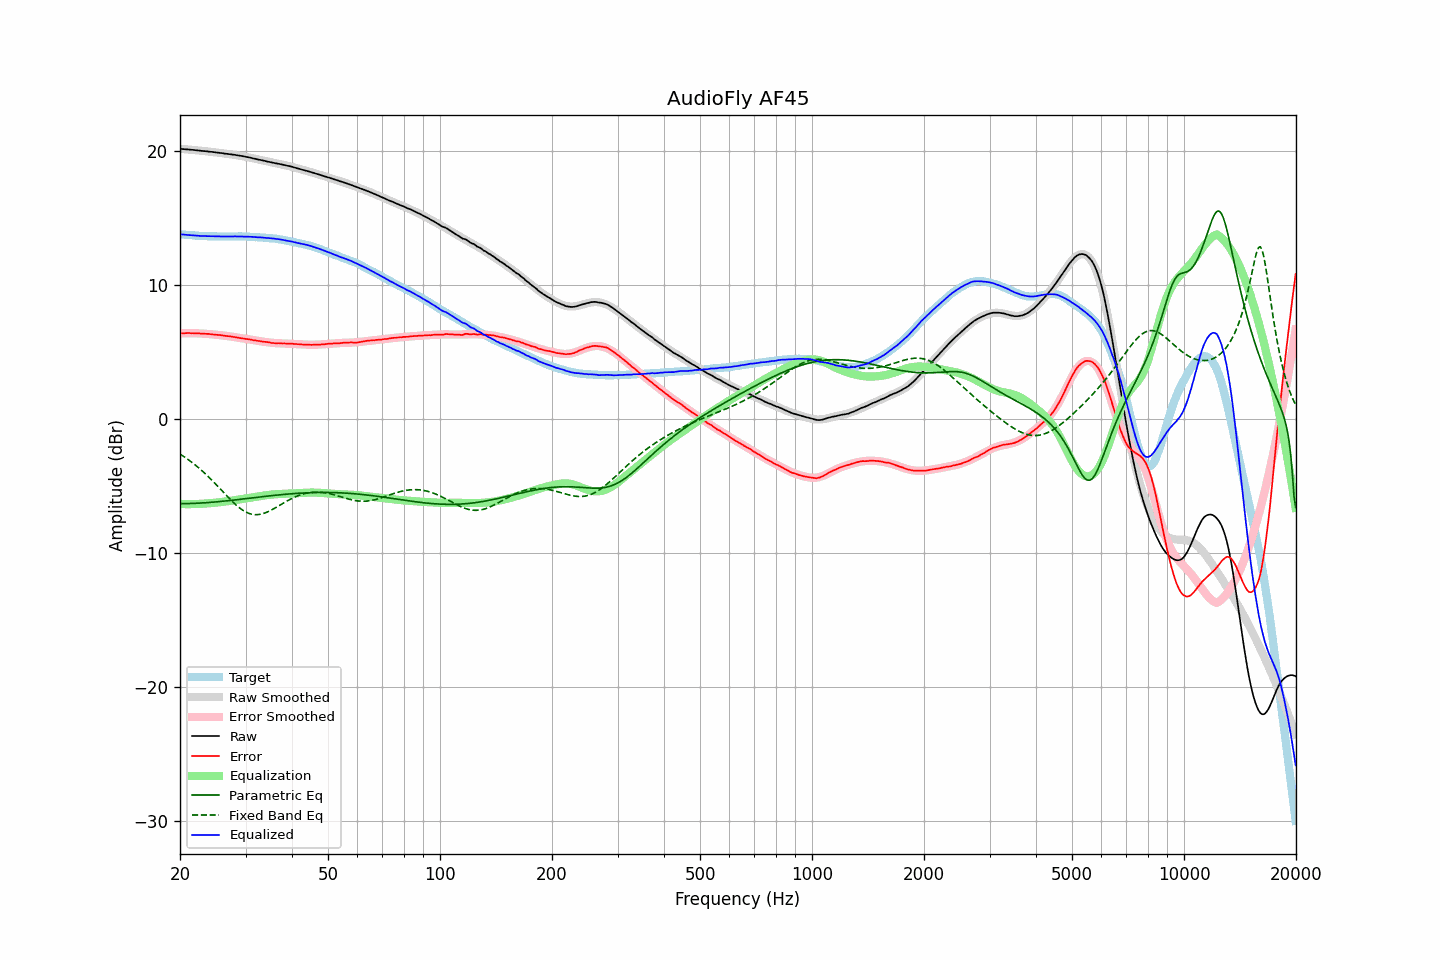 AudioFly AF45
Amplitude (dBr)
20
10
0
−10
−20
−30
Target
Raw Smoothed
Error Smoothed
Raw
Error
Equalization
Parametric Eq
Fixed Band Eq
Equalized
20 50 100 200 500 1000 2000 5000 10000 20000
Frequency (Hz)